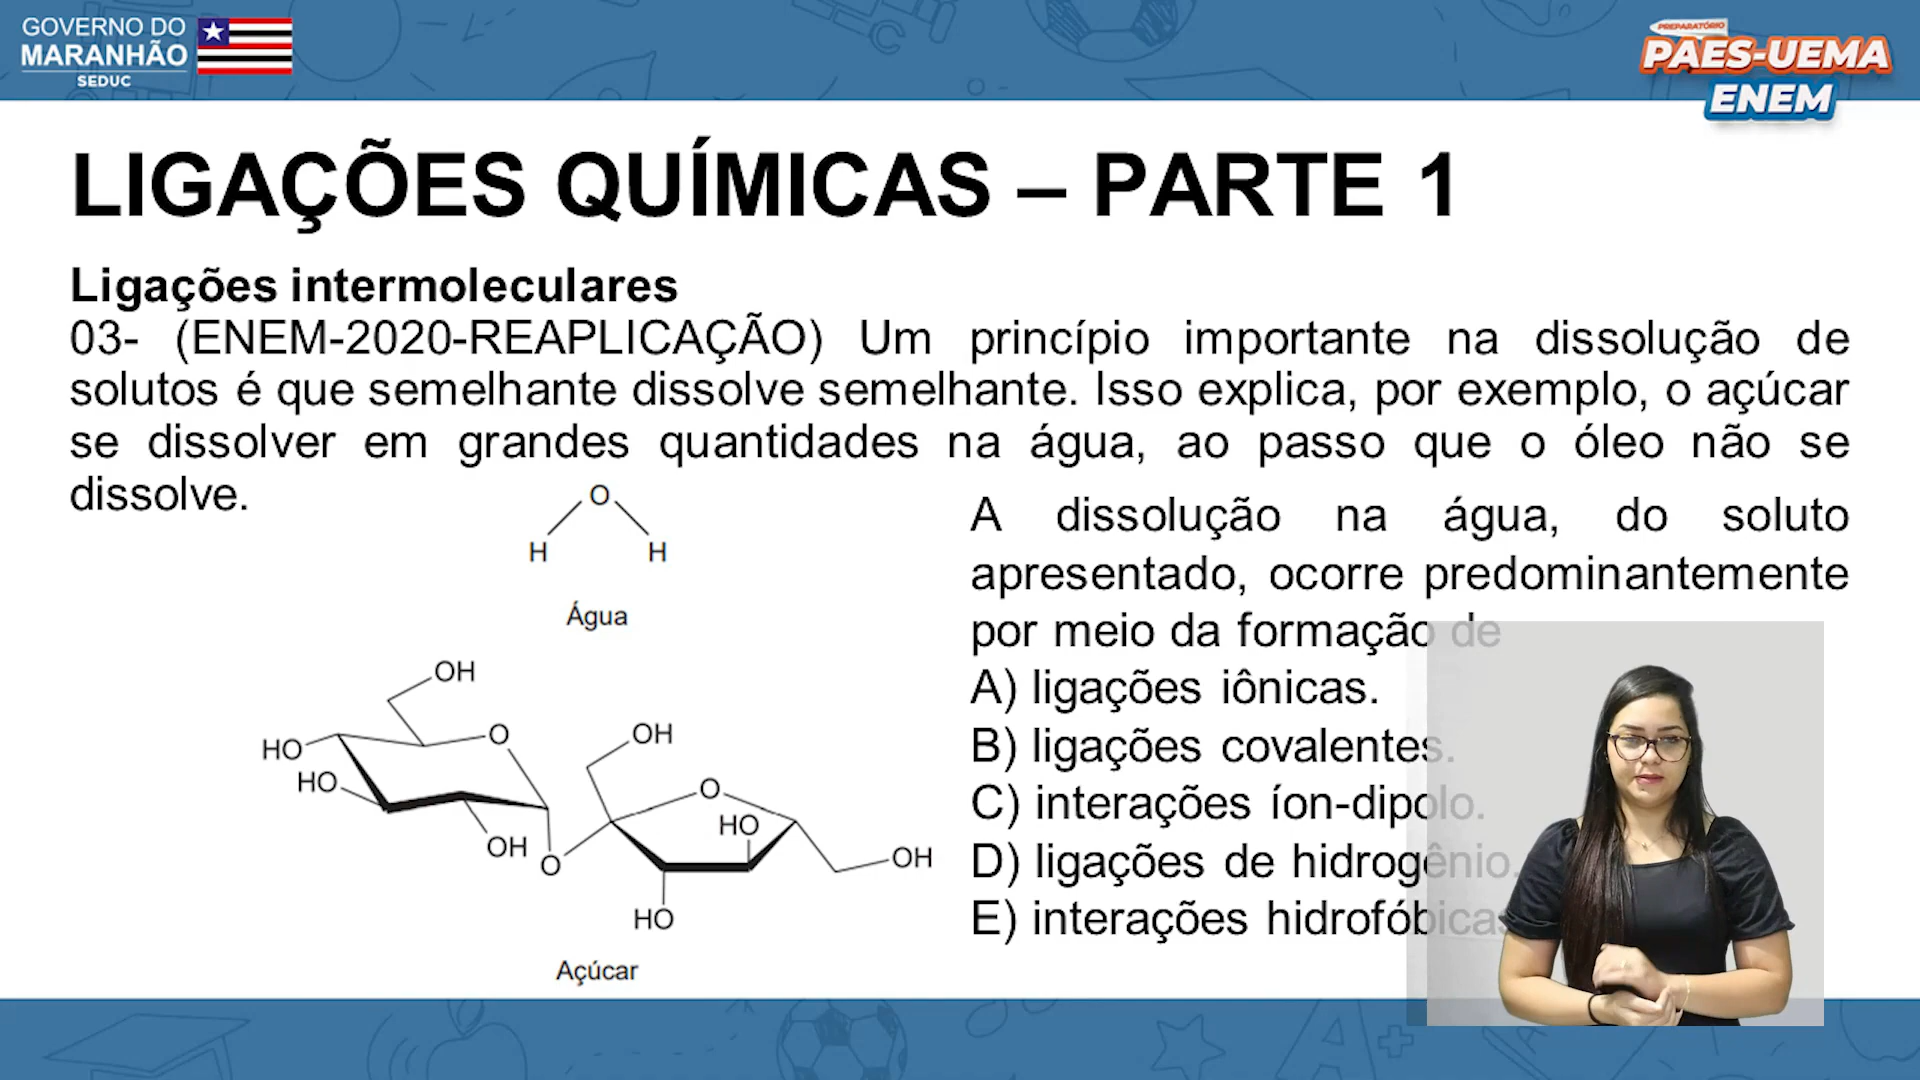 GOVERNO DO
MARANHÃO
SEDUC
PREPARATÓRIO
PAES-UEMA
ENEM
LIGAÇÕES QUÍMICAS – PARTE 1
Ligações intermoleculares
03- (ENEM-2020-REAPLICAÇÃO) Um princípio importante na dissolução de
solutos é que semelhante dissolve semelhante. Isso explica, por exemplo, o açúcar
se dissolver em grandes quantidades na água, ao passo que o óleo não se
dissolve.
O
H H
Água
OH
HO
O
HO
OH
O
OH
O
HO
OH
HO
Açúcar
A dissolução na água, do soluto
apresentado, ocorre predominantemente
por meio da formação de
A) ligações iônicas.
B) ligações covalentes.
C) interações íon-dipolo.
D) ligações de hidrogênio.
E) interações hidrofóbicas